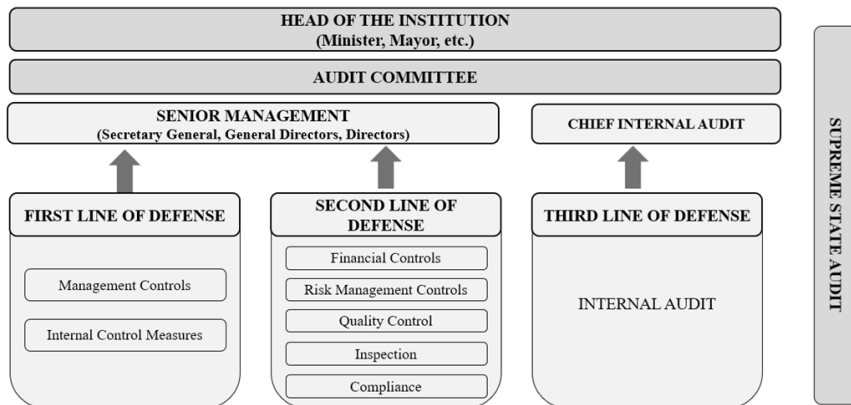 HEAD OF THE INSTITUTION
(Minister, Mayor, etc.)
AUDIT COMMITTEE
SENIOR MANAGEMENT
(Secretary General, General Directors, Directors)
CHIEF INTERNAL AUDIT
FIRST LINE OF DEFENSE
Management Controls
Internal Control Measures
SECOND LINE OF
DEFENSE
Financial Controls
Risk Management Controls
Quality Control
Inspection
Compliance
THIRD LINE OF DEFENSE
INTERNAL AUDIT
SUPREME STATE AUDIT